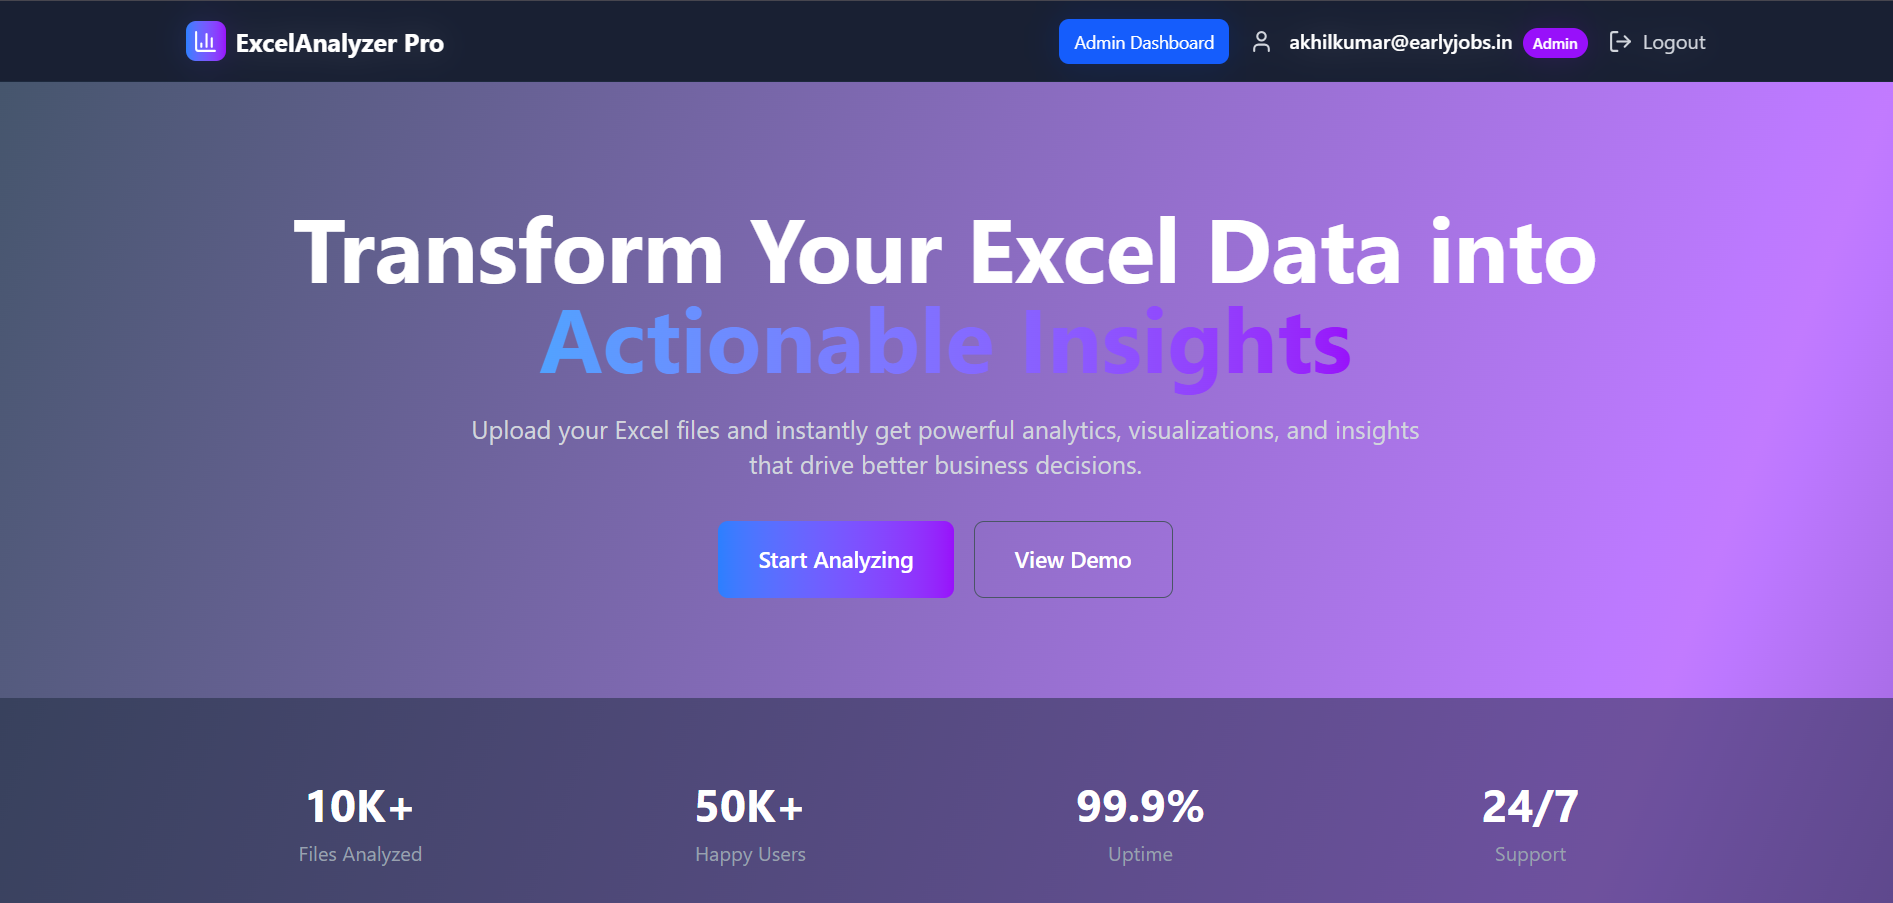 ExcelAnalyzer Pro
Admin Dashboard
akhilkumar@earlyjobs.in
Admin
Logout
Transform Your Excel Data into
Actionable Insights
Upload your Excel files and instantly get powerful analytics, visualizations, and insights
that drive better business decisions.
Start Analyzing
View Demo
10K+
Files Analyzed
50K+
Happy Users
99.9%
Uptime
24/7
Support